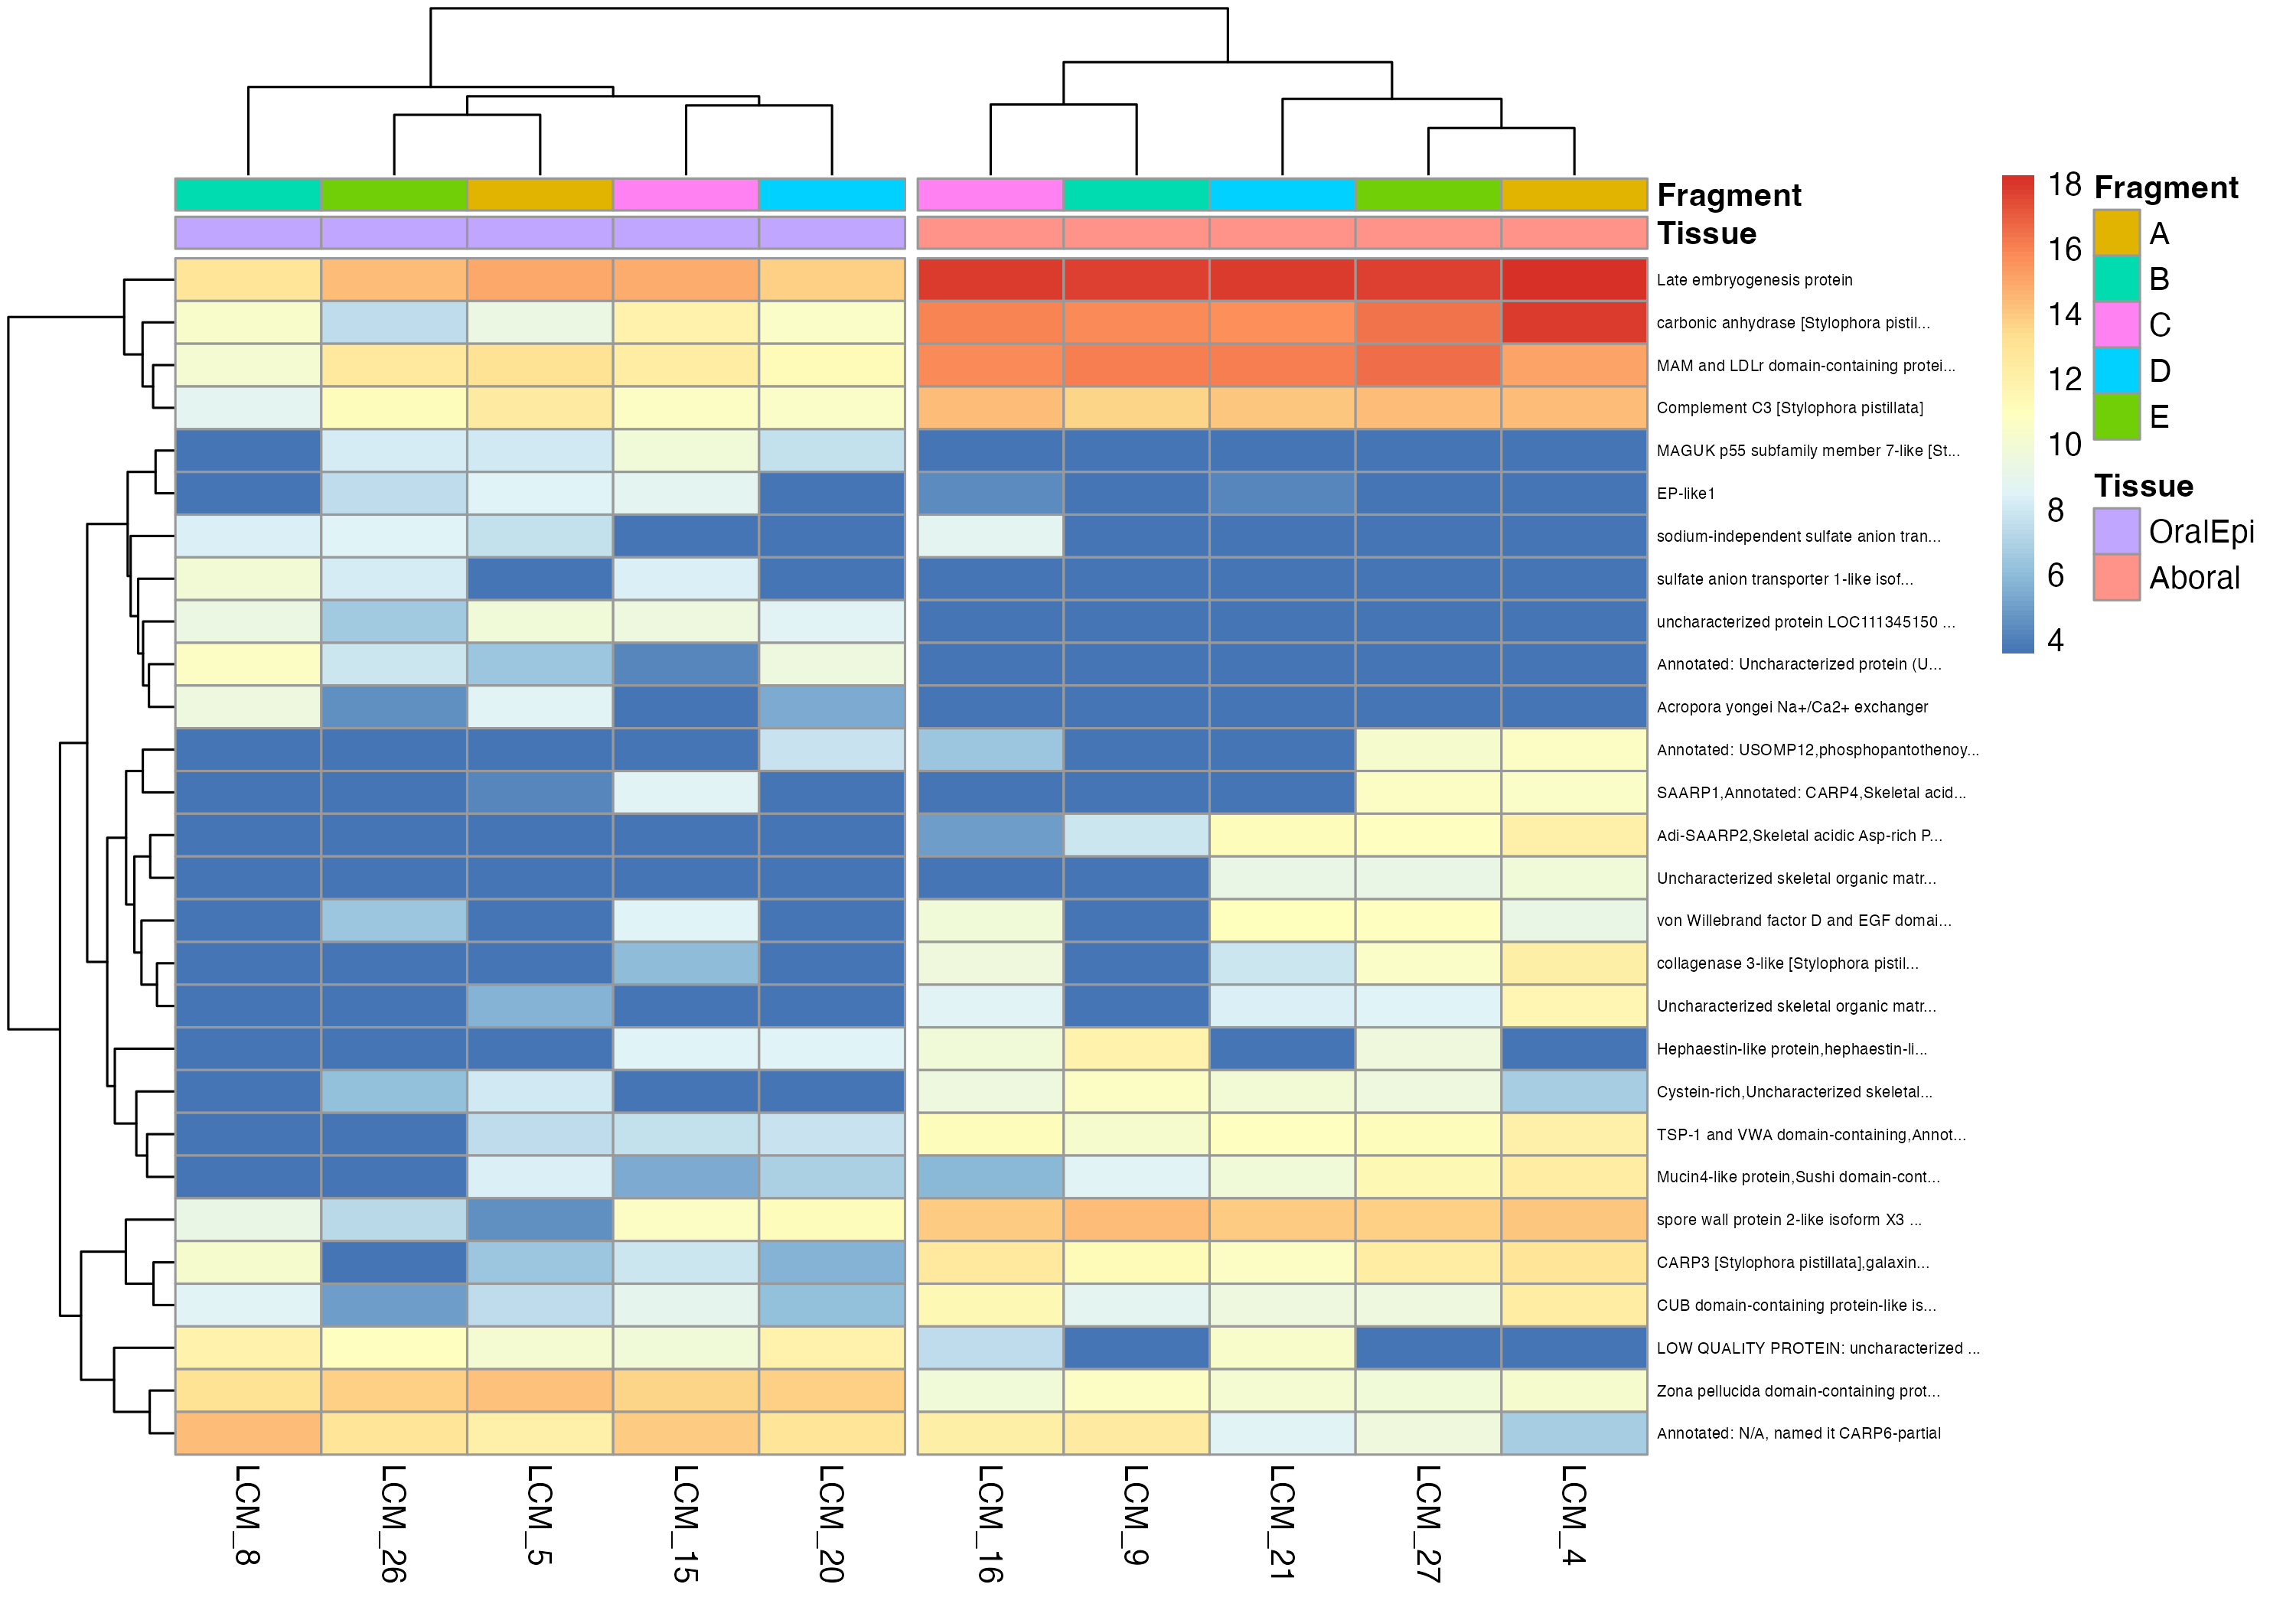 Fragment
Tissue
Late embryogenesis protein
carbonic anhydrase [Stylophora pistil...
MAM and LDLr domain-containing protei...
Complement C3 [Stylophora pistillata]
MAGUK p55 subfamily member 7-like [St...
EP-like1
sodium-independent sulfate anion tran...
sulfate anion transporter 1-like isof...
uncharacterized protein LOC111345150 ...
Annotated: Uncharacterized protein (U...
Acropora yongei Na+/Ca2+ exchanger
Annotated: USOMP12,phosphopantothenoy...
SAARP1,Annotated: CARP4,Skeletal acid...
Adi-SAARP2,Skeletal acidic Asp-rich P...
Uncharacterized skeletal organic matr...
von Willebrand factor D and EGF domai...
collagenase 3-like [Stylophora pistil...
Uncharacterized skeletal organic matr...
Hephaestin-like protein,hephaestin-li...
Cystein-rich,Uncharacterized skeletal...
TSP-1 and VWA domain-containing,Annot...
Mucin4-like protein,Sushi domain-cont...
spore wall protein 2-like isoform X3 ...
CARP3 [Stylophora pistillata],galaxin...
CUB domain-containing protein-like is...
LOW QUALITY PROTEIN: uncharacterized ...
Zona pellucida domain-containing prot...
Annotated: N/A, named it CARP6-partial
LCM_8
LCM_26
LCM_5
LCM_15
LCM_20
LCM_16
LCM_9
LCM_21
LCM_27
LCM_4
18
16
14
12
10
8
6
4
Fragment
A
B
C
D
E
Tissue
OralEpi
Aboral